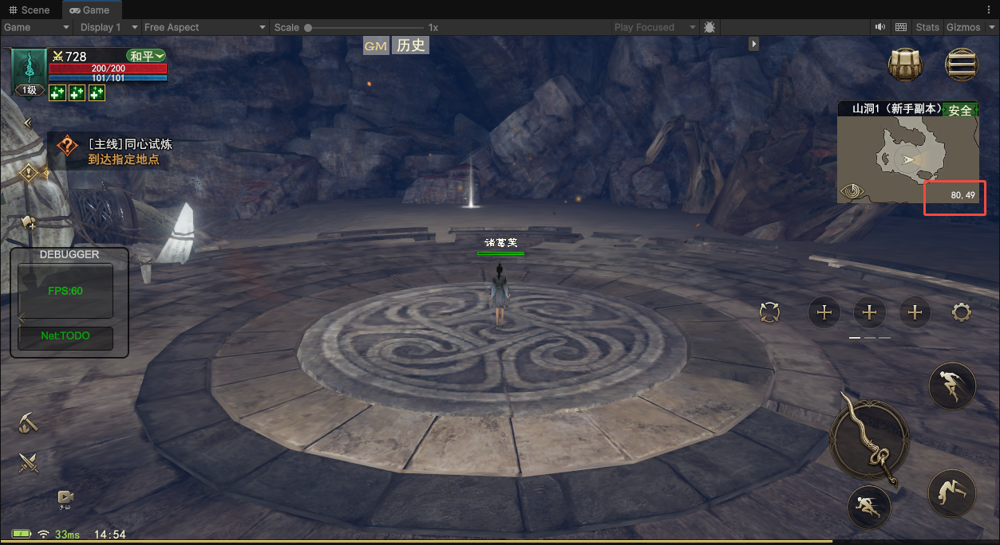 Scene
Game
Game
Display 1
Free Aspect
Scale
1x
Play Focused
Stats
Gizmos
GM
历史
728
和平
200/200
101/101
1级
[主线]同心试炼
到达指定地点
山洞1（新手副本）
安全
80,49
诸葛芙
DEBUGGER
FPS:60
Net:TODO
33ms
14:54